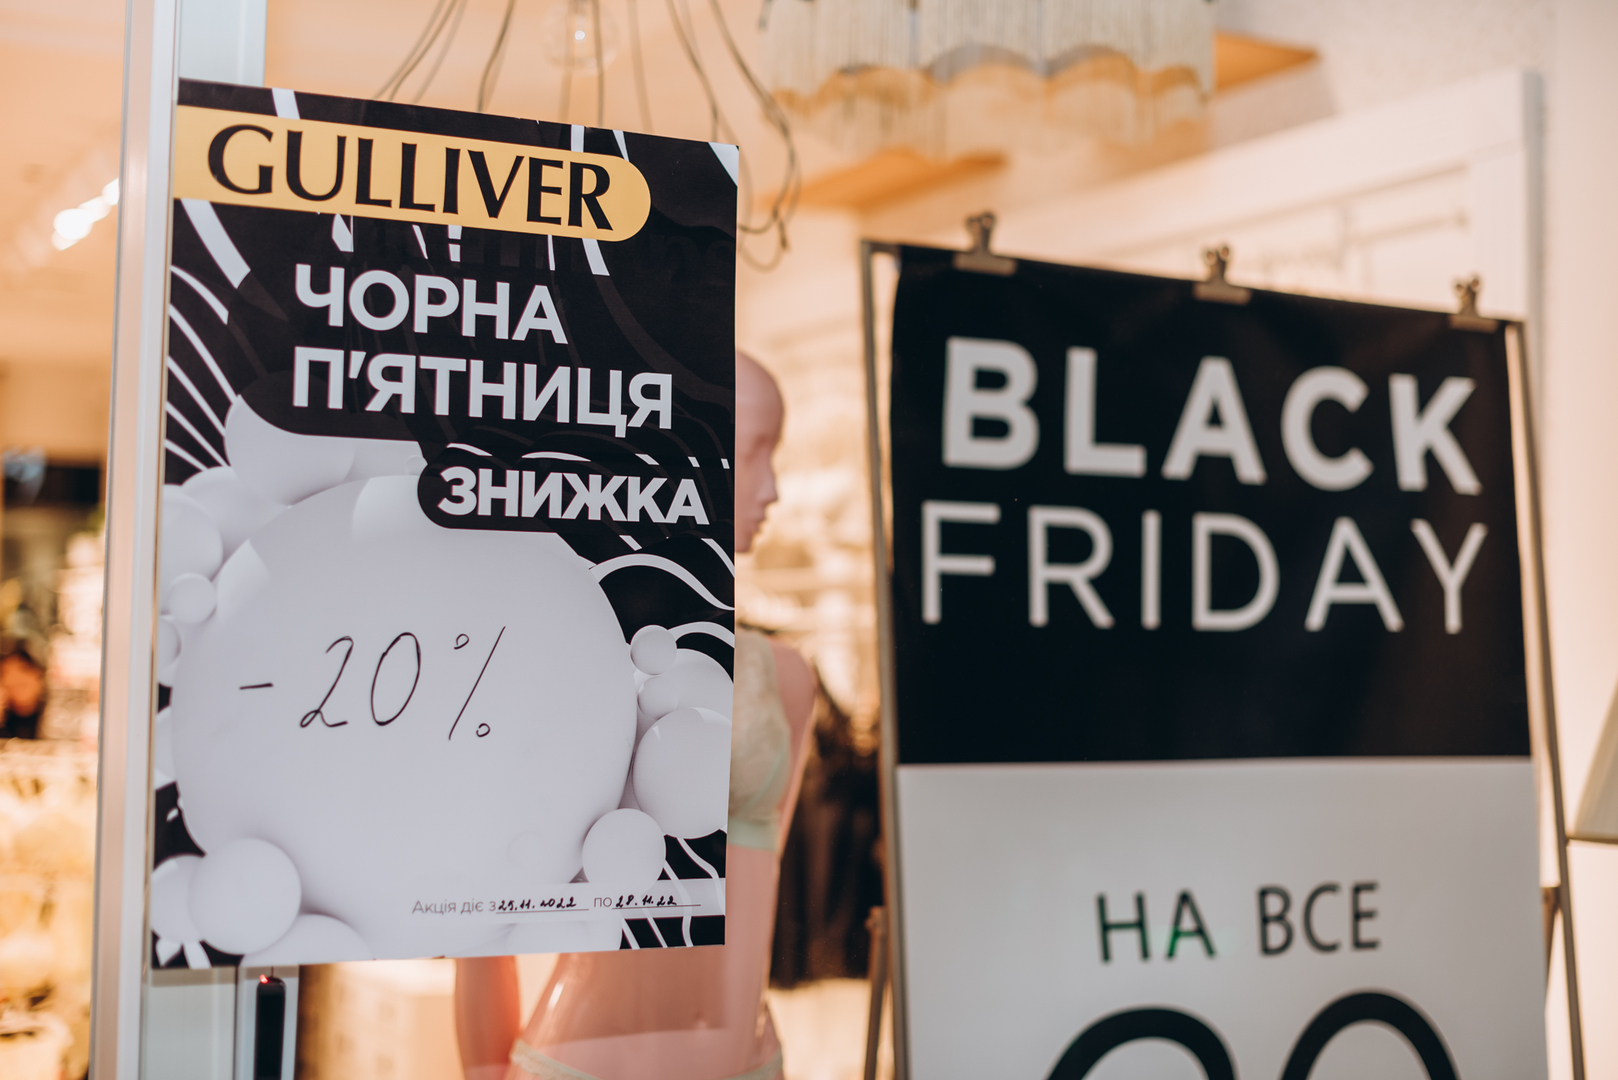 GULLIVER
ЧОРНА
П'ЯТНИЦЯ
ЗНИЖКА
- 20%
Акція діє з 25.11.2022 по 28.11.22
BLACK
FRIDAY
НА ВСЕ